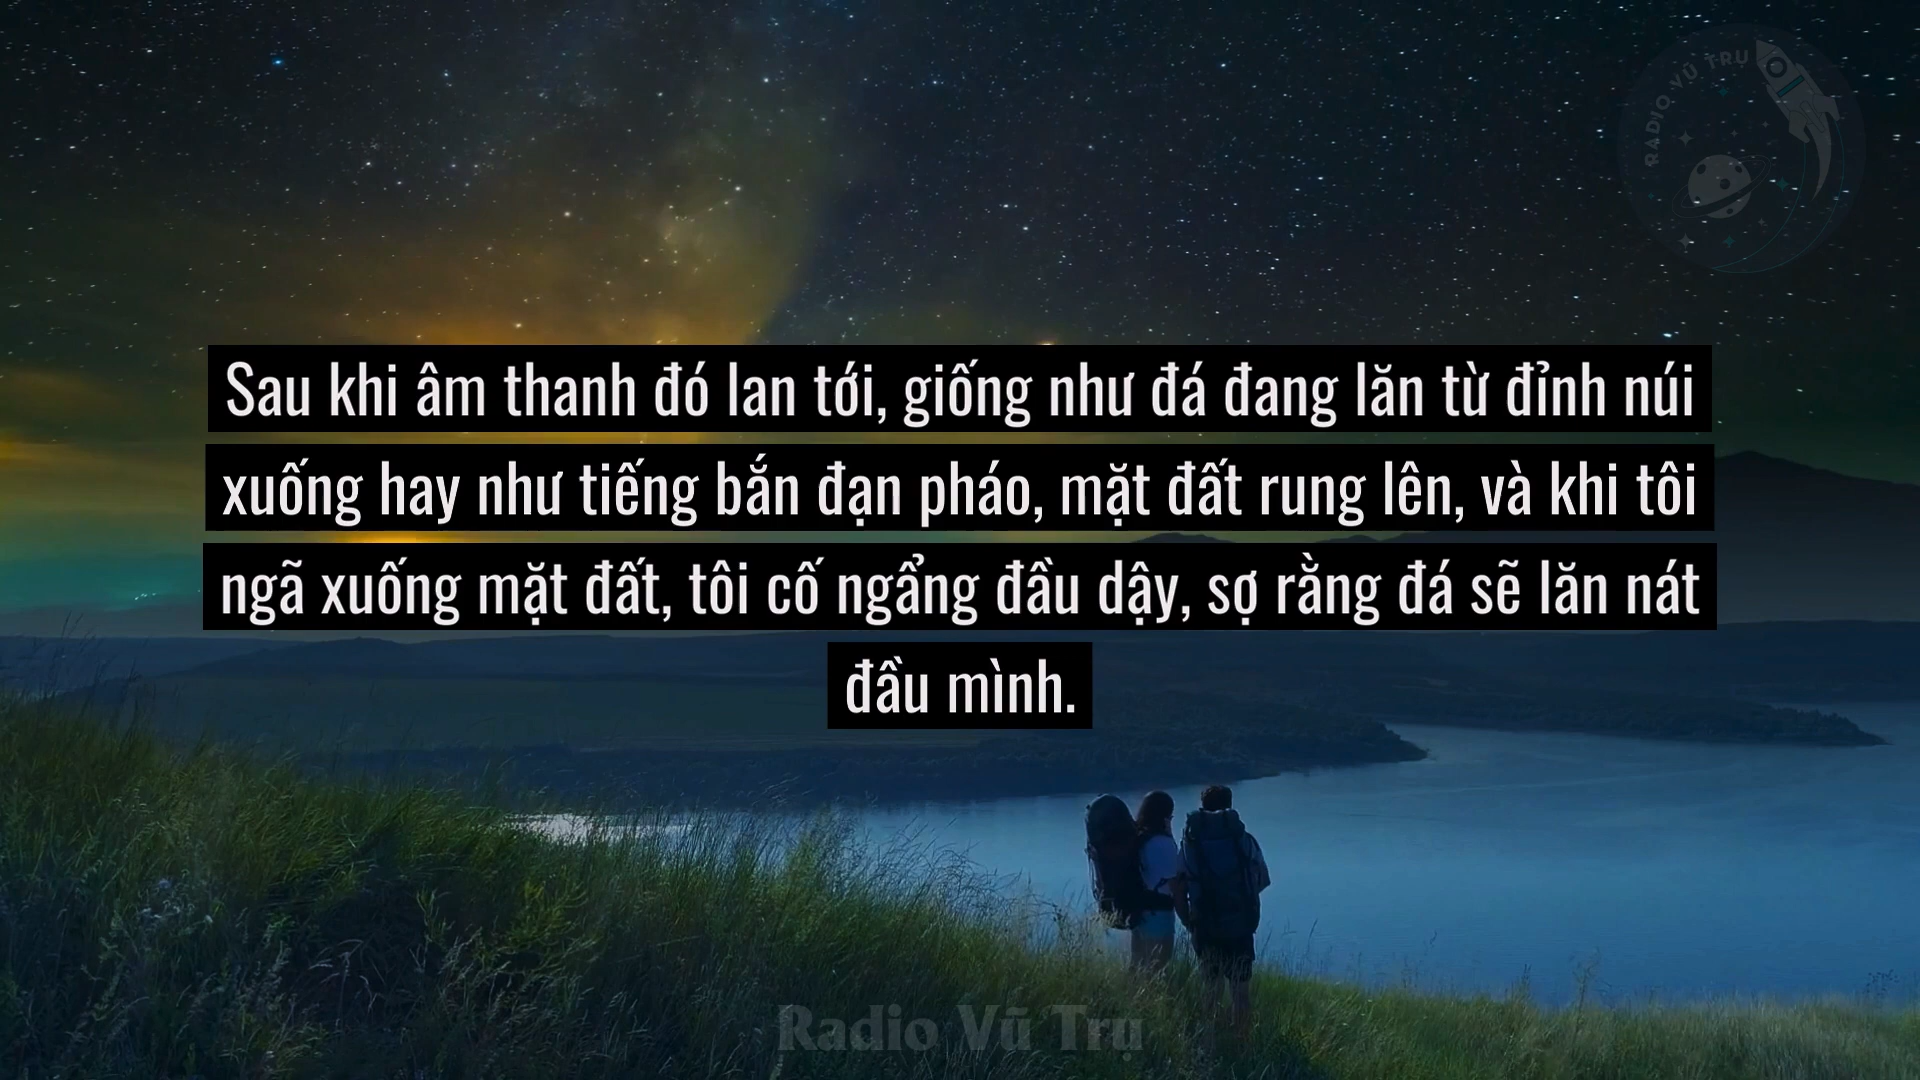 RADIO VŨ TRỤ
Sau khi âm thanh đó lan tới, giống như đá đang lăn từ đỉnh núi
xuống hay như tiếng bắn đạn pháo, mặt đất rung lên, và khi tôi
ngã xuống mặt đất, tôi cố ngẩng đầu dậy, sợ rằng đá sẽ lăn nát
đầu mình.
Radio Vũ Trụ